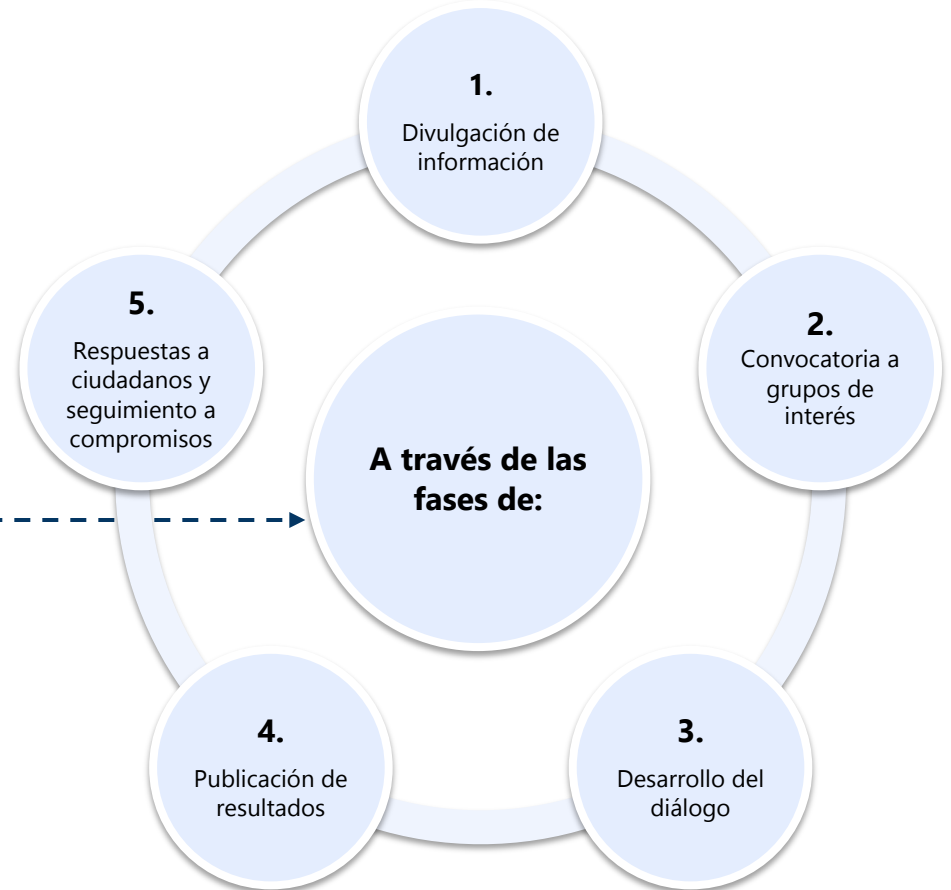 1.
Divulgación de
información
2.
Convocatoria a
grupos de
interés
3.
Desarrollo del
diálogo
4.
Publicación de
resultados
5.
Respuestas a
ciudadanos y
seguimiento a
compromisos
A través de las
fases de: